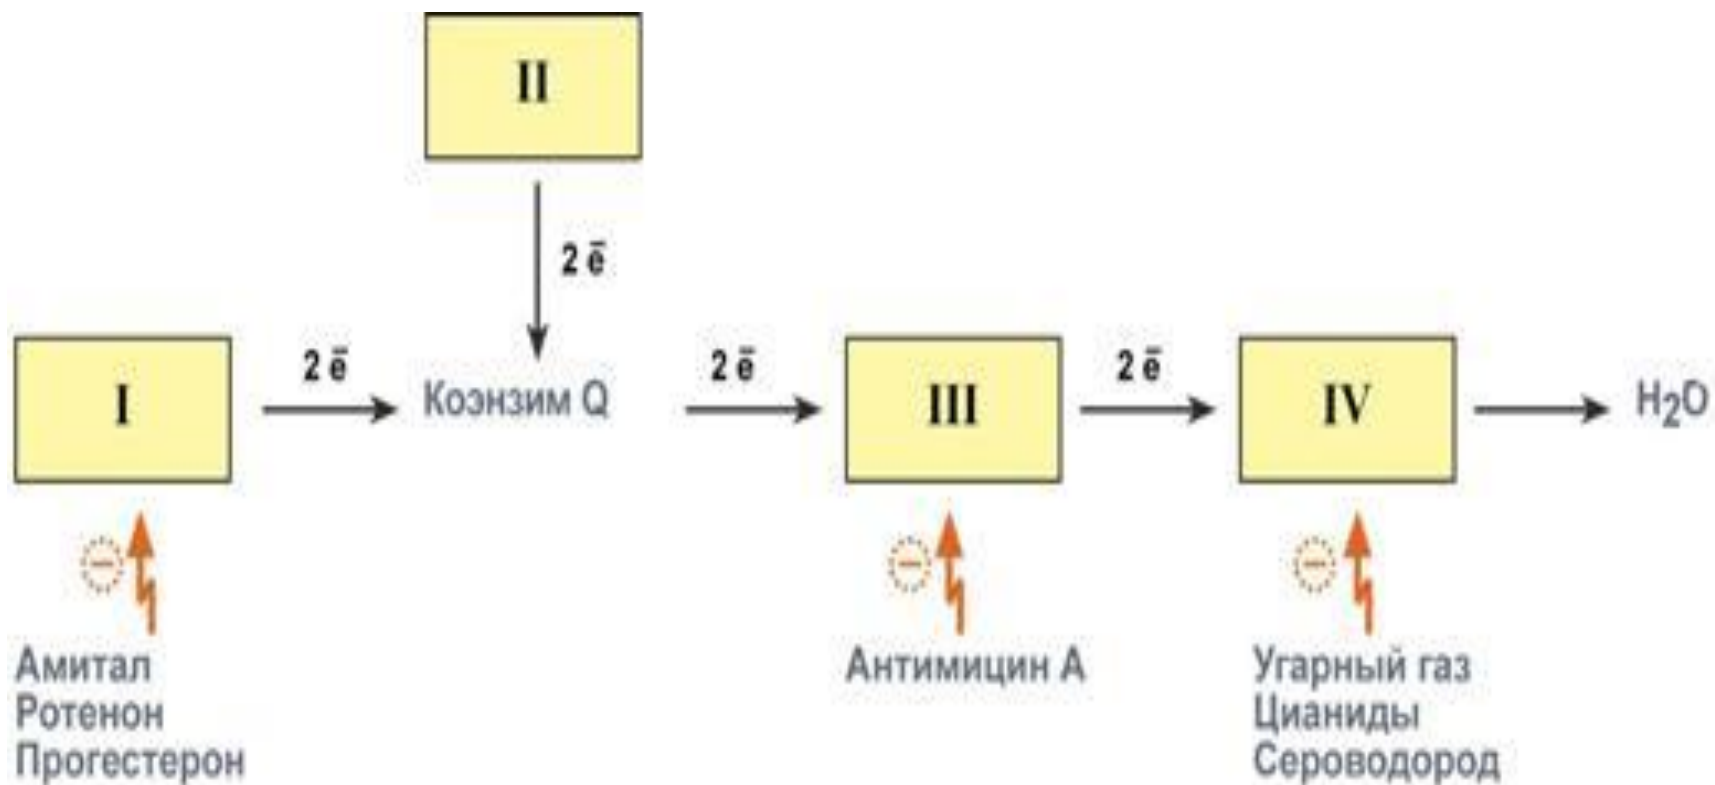 II
2 ē
I
2 ē
Коэнзим Q
2 ē
III
2 ē
IV
H₂O
Амитал
Ротенон
Прогестерон
Антимицин А
Угарный газ
Цианиды
Сероводород